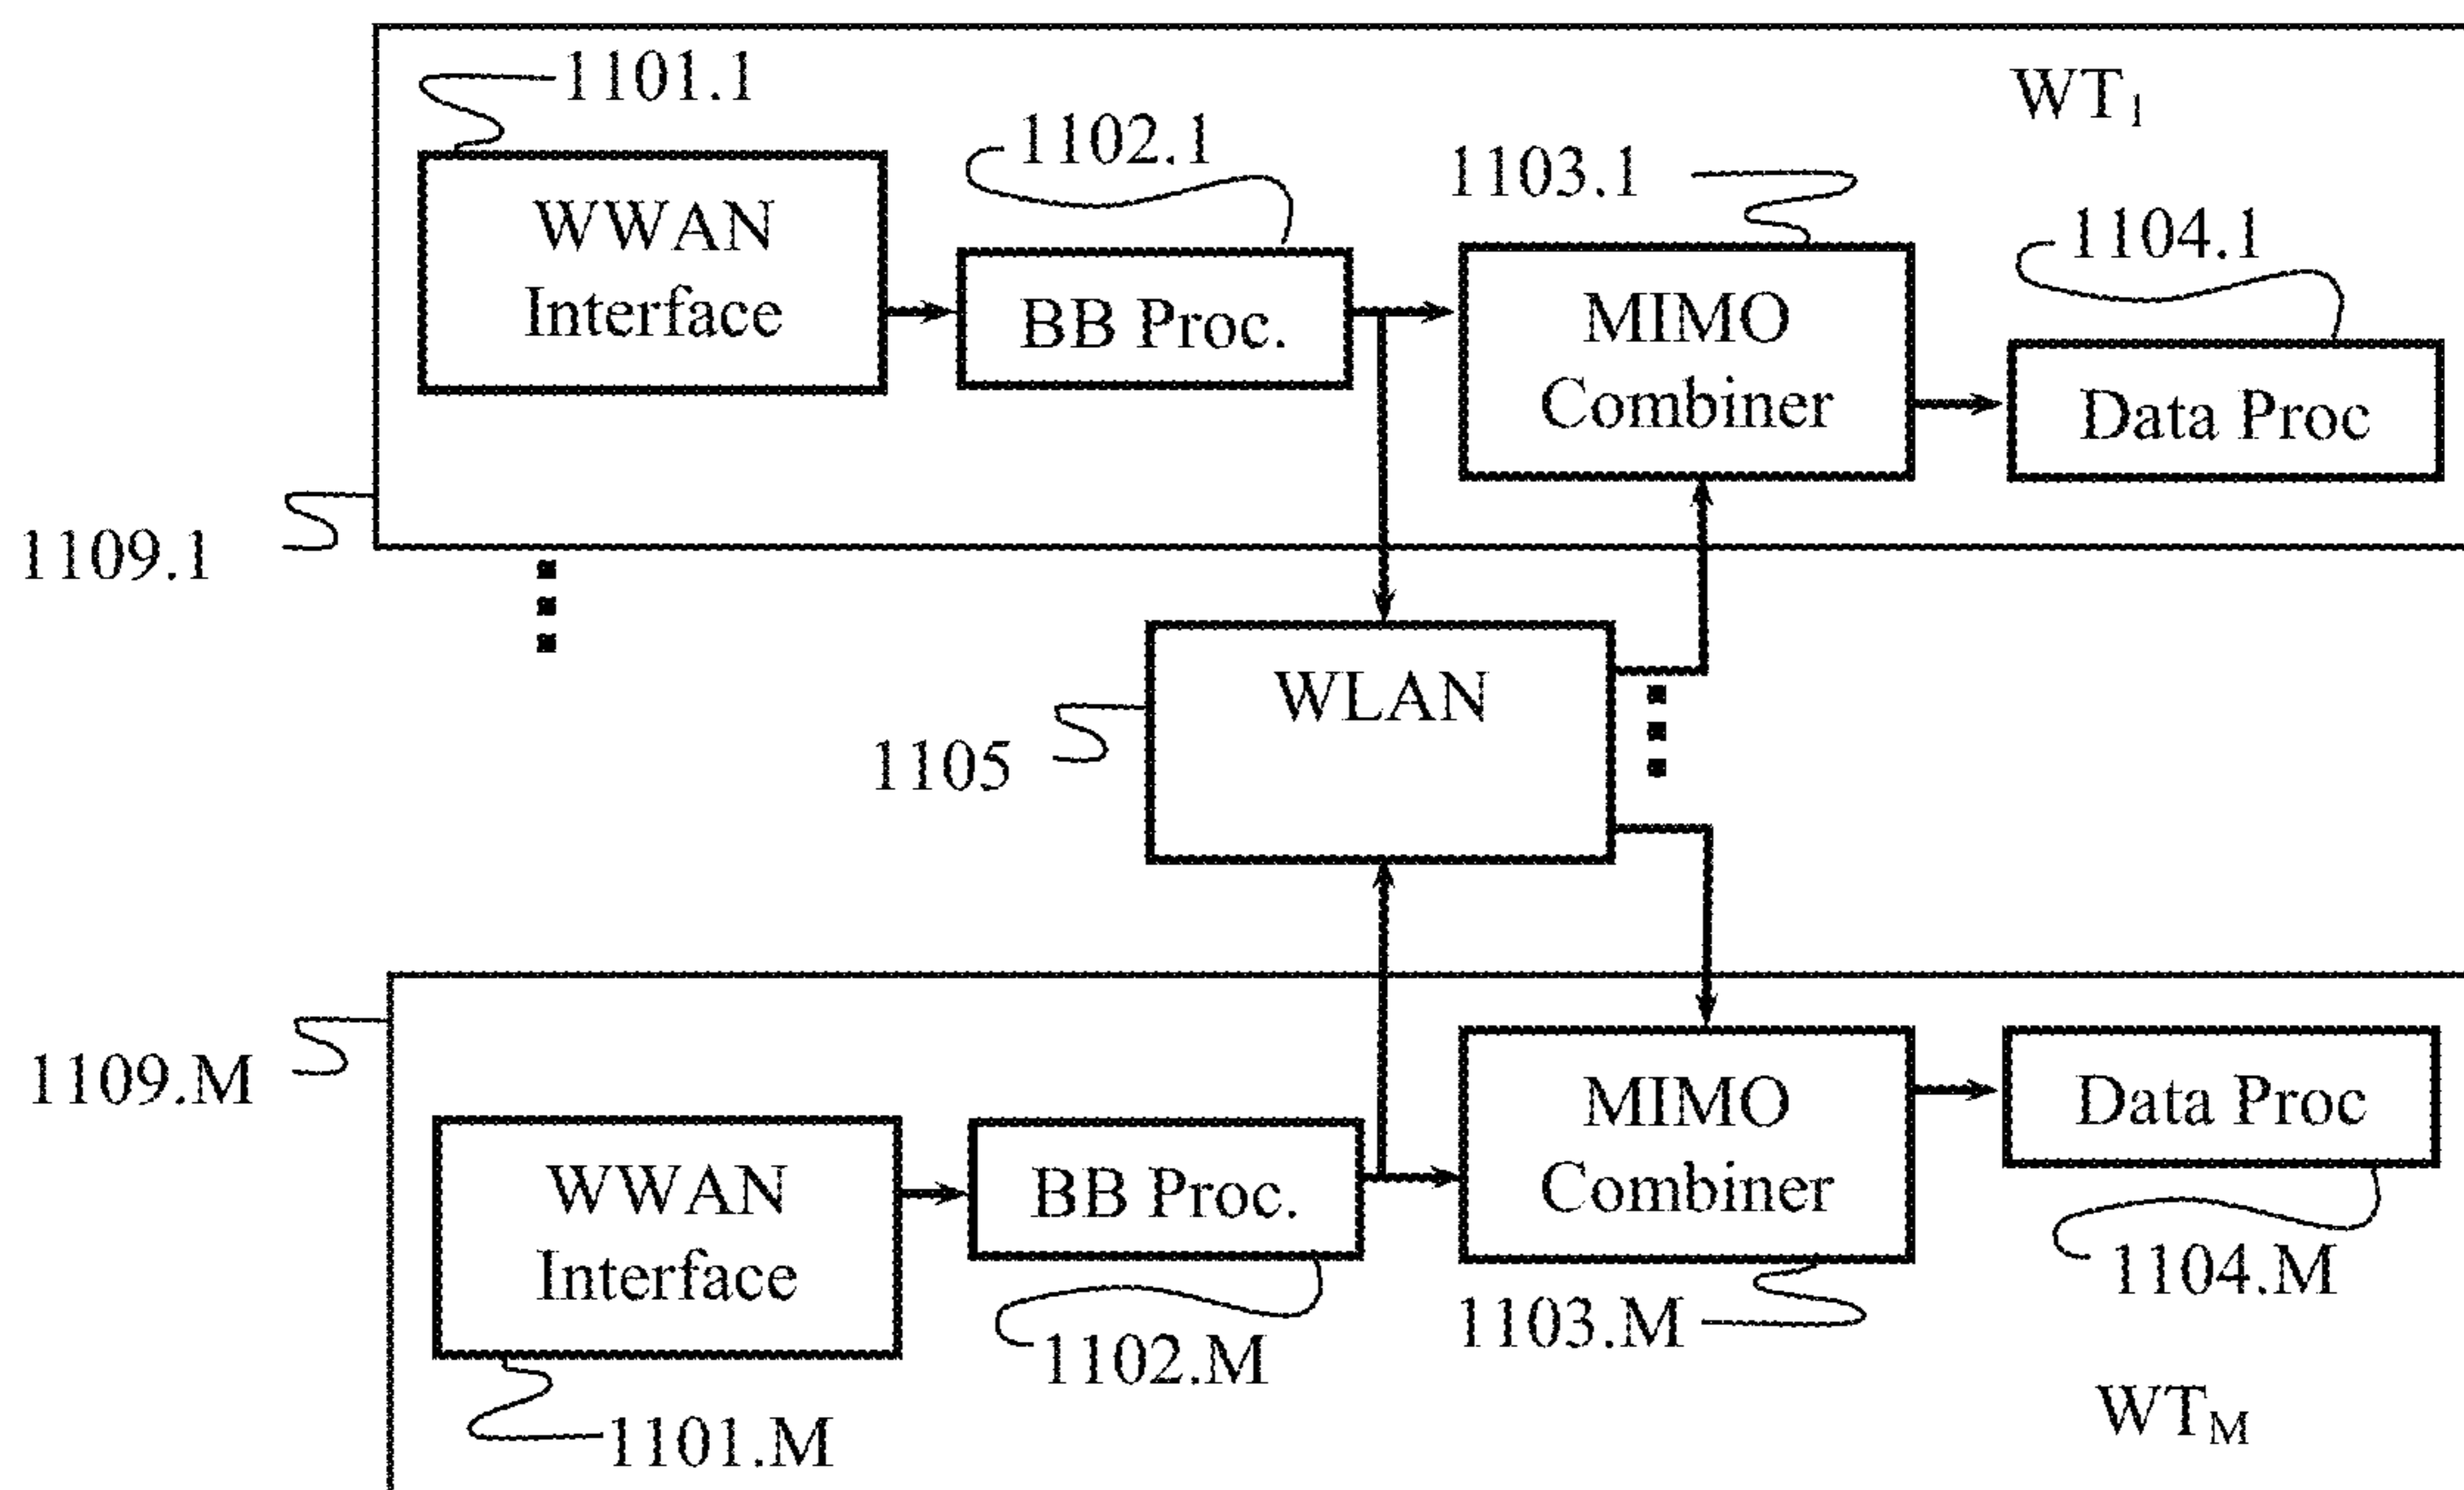 1101.1
WT1
1102.1
1103.1
1104.1
WWAN
Interface
BB Proc.
MIMO
Combiner
Data Proc
1109.1
WLAN
1105
1109.M
WWAN
Interface
BB Proc.
MIMO
Combiner
Data Proc
1104.M
1103.M
1102.M
1101.M
WTM